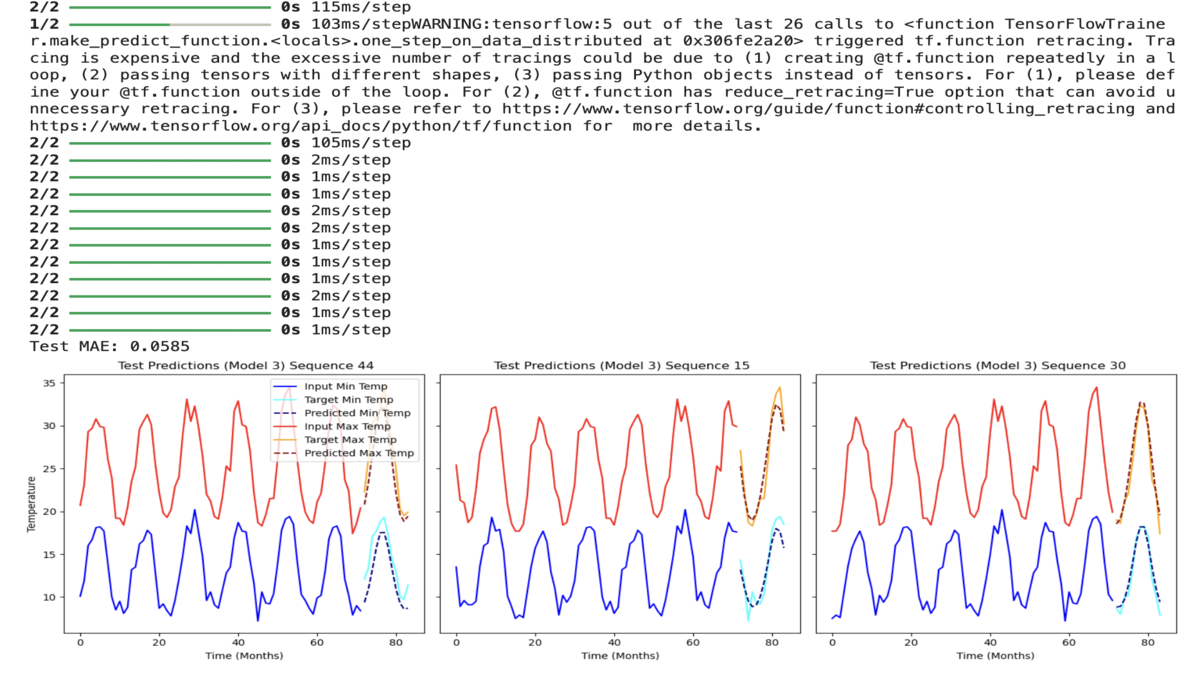 2/2 0s 115ms/step
1/2 0s 103ms/stepWARNING:tensorflow:5 out of the last 26 calls to <function TensorFlowTraine
r.make_predict_function.<locals>.one_step_on_data_distributed at 0x306fe2a20> triggered tf.function retracing. Tra
cing is expensive and the excessive number of tracings could be due to (1) creating @tf.function repeatedly in a l
oop, (2) passing tensors with different shapes, (3) passing Python objects instead of tensors. For (1), please def
ine your @tf.function outside of the loop. For (2), @tf.function has reduce_retracing=True option that can avoid u
nnecessary retracing. For (3), please refer to https://www.tensorflow.org/guide/function#controlling_retracing and
https://www.tensorflow.org/api_docs/python/tf/function for  more details.
2/2 0s 105ms/step
2/2 0s 2ms/step
2/2 0s 1ms/step
2/2 0s 1ms/step
2/2 0s 2ms/step
2/2 0s 2ms/step
2/2 0s 1ms/step
2/2 0s 1ms/step
2/2 0s 1ms/step
2/2 0s 2ms/step
2/2 0s 1ms/step
2/2 0s 1ms/step
Test MAE: 0.0585
Test Predictions (Model 3) Sequence 44
Input Min Temp
Target Min Temp
Predicted Min Temp
Input Max Temp
Target Max Temp
Predicted Max Temp
35
30
25
20
15
10
Temperature
0 20 40 60 80
Time (Months)
Test Predictions (Model 3) Sequence 15
0 20 40 60 80
Time (Months)
Test Predictions (Model 3) Sequence 30
0 20 40 60 80
Time (Months)